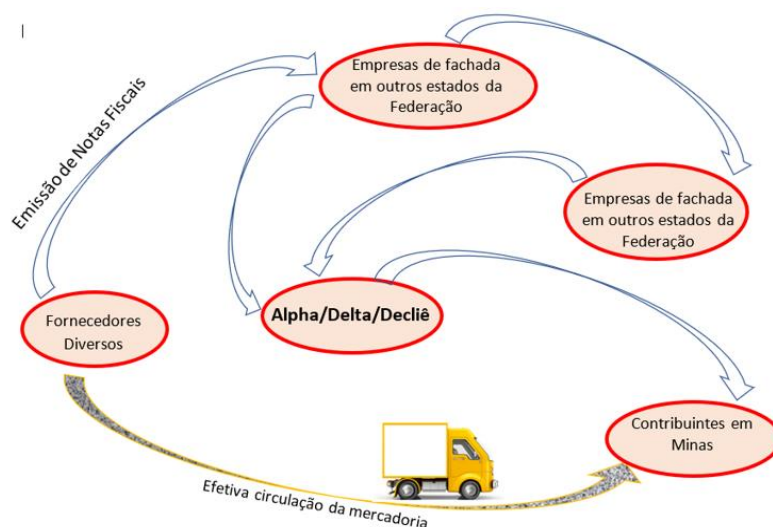 Empresas de fachada
em outros estados da
Federação
Emissão de Notas Fiscais
Empresas de fachada
em outros estados da
Federação
Alpha/Delta/Decliê
Fornecedores
Diversos
Contribuintes em
Minas
Efetiva circulação da mercadoria